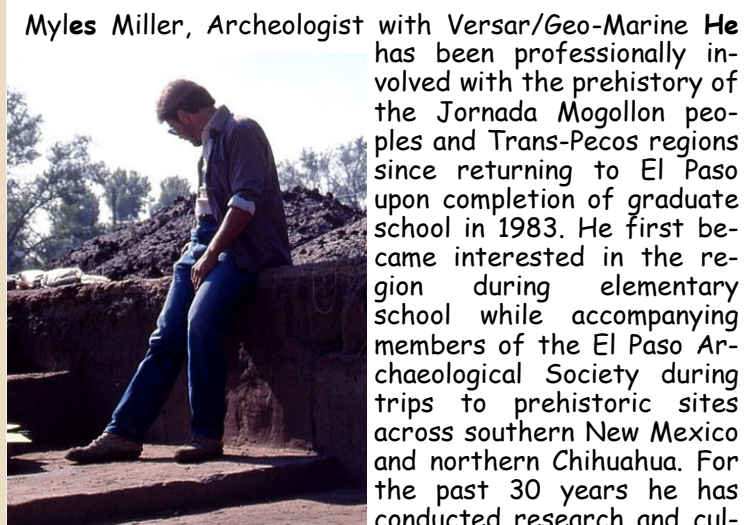 Myles Miller, Archeologist with Versar/Geo-Marine He
has been professionally in-
volved with the prehistory of
the Jornada Mogollon peo-
ples and Trans-Pecos regions
since returning to El Paso
upon completion of graduate
school in 1983. He first be-
came interested in the re-
gion during elementary
school while accompanying
members of the El Paso Ar-
chaeological Society during
trips to prehistoric sites
across southern New Mexico
and northern Chihuahua. For
the past 30 years he has
conducted research and cul-